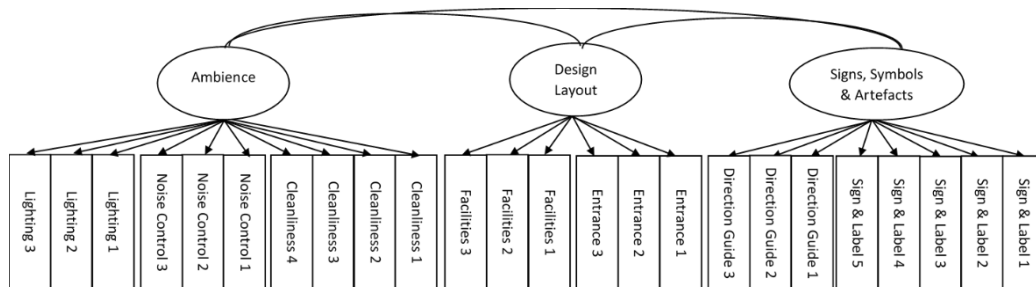 Ambience
Design
Layout
Signs, Symbols
& Artefacts
Lighting 3
Lighting 2
Lighting 1
Noise Control 3
Noise Control 2
Noise Control 1
Cleanliness 4
Cleanliness 3
Cleanliness 2
Cleanliness 1
Facilities 3
Facilities 2
Facilities 1
Entrance 3
Entrance 2
Entrance 1
Direction Guide 3
Direction Guide 2
Direction Guide 1
Sign & Label 5
Sign & Label 4
Sign & Label 3
Sign & Label 2
Sign & Label 1